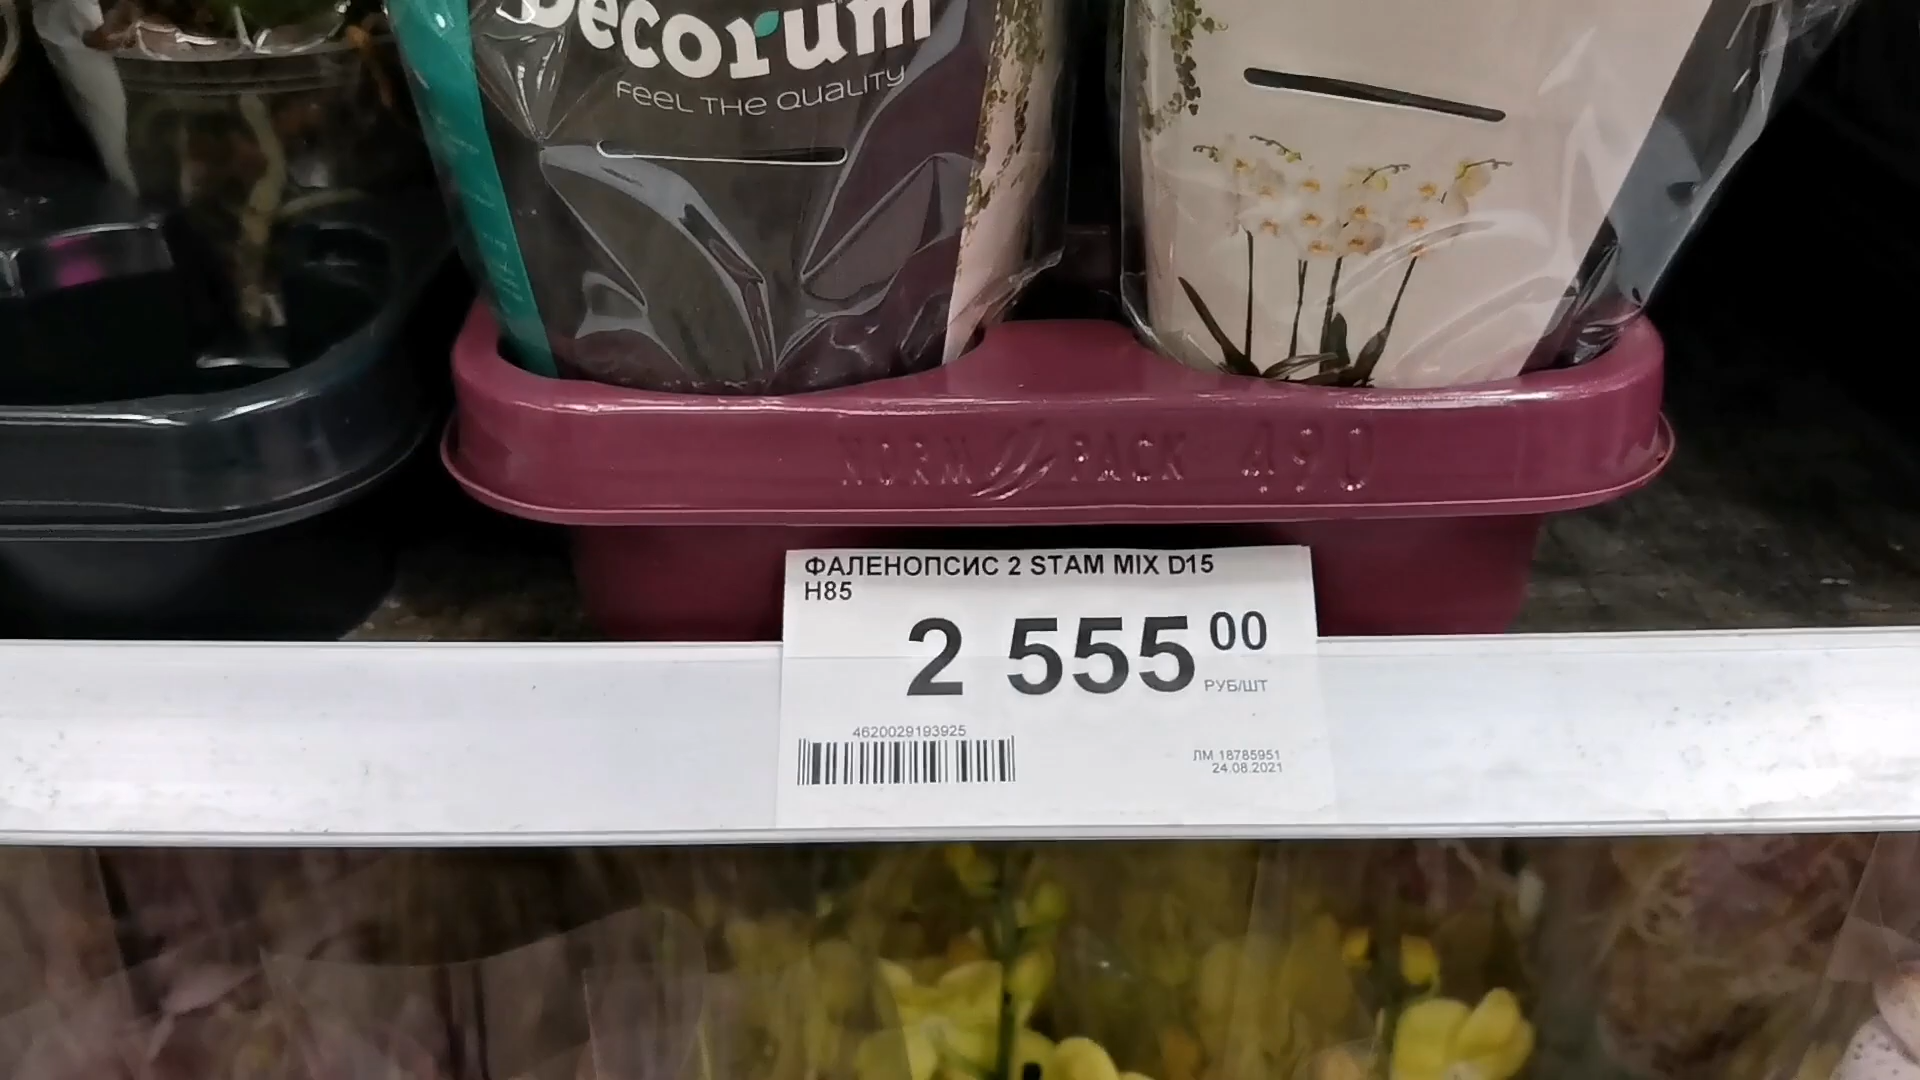 Decorum
FEEL THE QUALITY
NORM PACK 490
ФАЛЕНОПСИС 2 STAM MIX D15
H85
2 555 00
РУБ/ШТ
4620029193925
ЛМ 18785951
24.08.2021